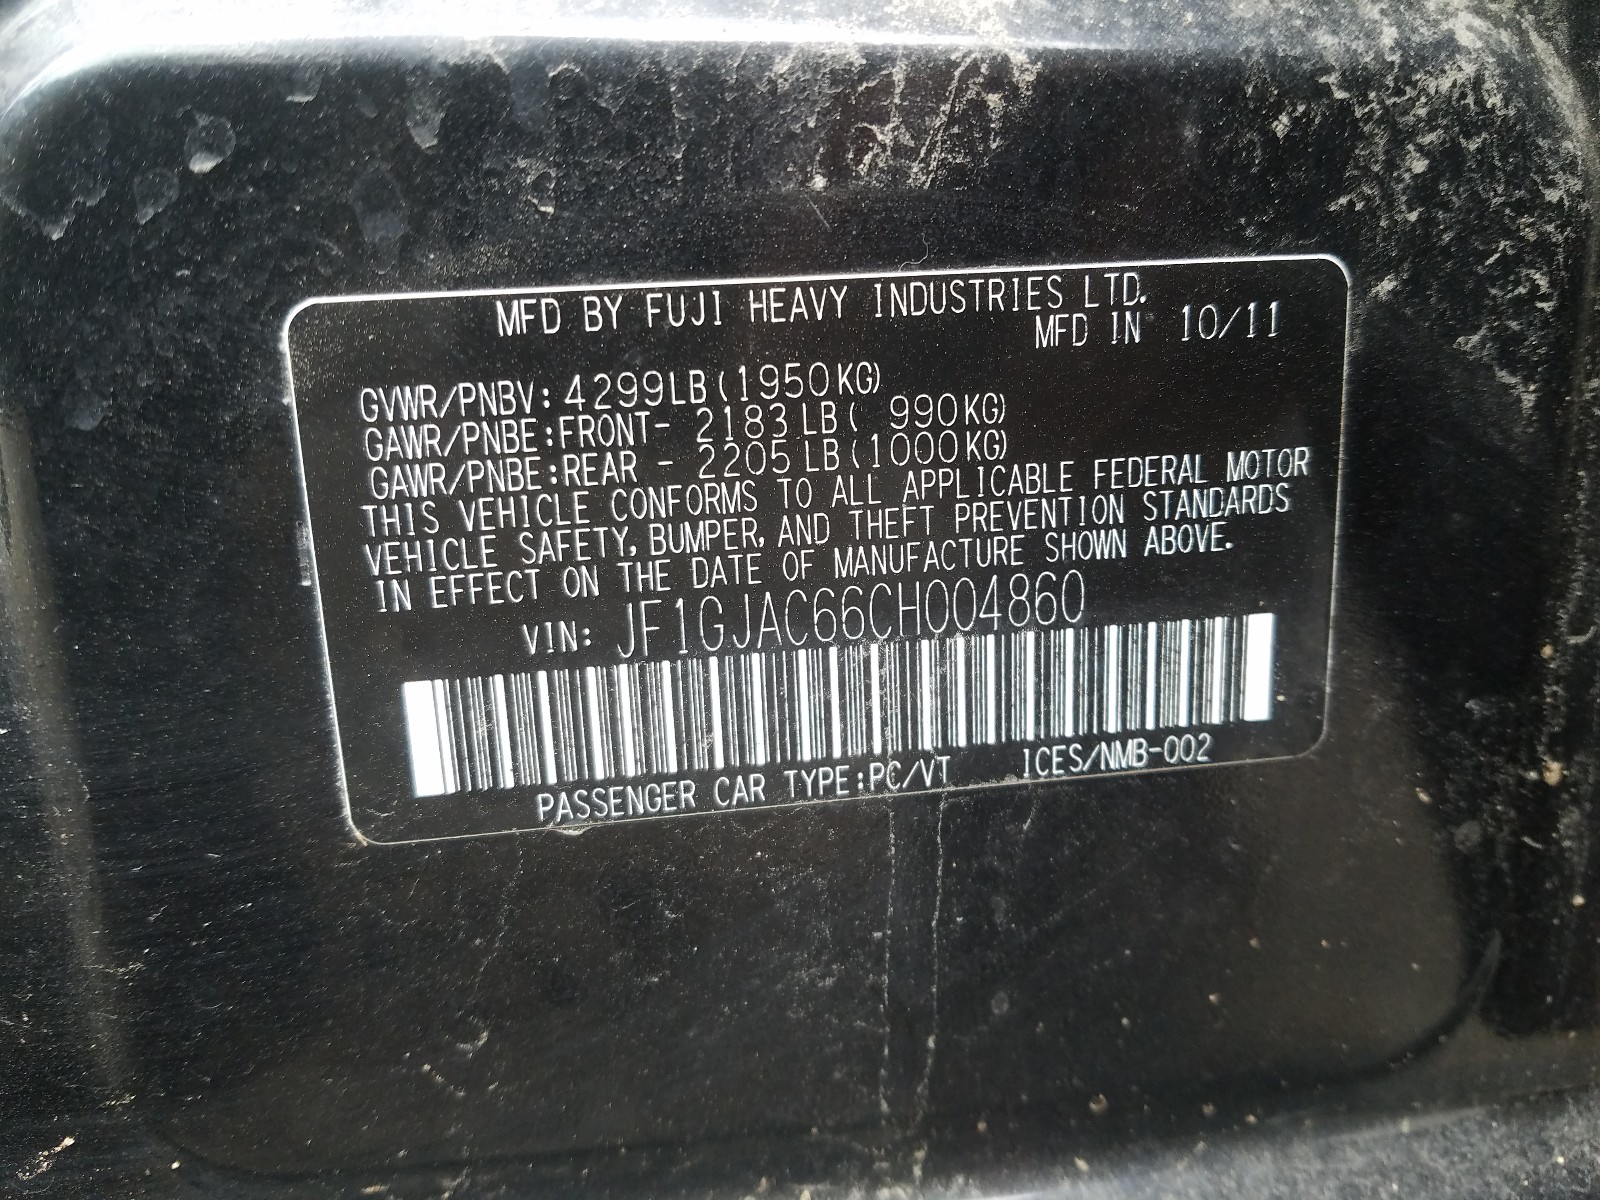 MFD BY FUJI HEAVY INDUSTRIES LTD.
MFD IN 10/11
GVWR/PNBV: 4299LB(1950KG)
GAWR/PNBE:FRONT- 2183LB( 990KG)
GAWR/PNBE:REAR - 2205LB(1000KG)
THIS VEHICLE CONFORMS TO ALL APPLICABLE FEDERAL MOTOR
VEHICLE SAFETY, BUMPER, AND THEFT PREVENTION STANDARDS
IN EFFECT ON THE DATE OF MANUFACTURE SHOWN ABOVE.
VIN: JF1GJAC66CH004860
PASSENGER CAR TYPE:PC/VT ICES/NMB-002